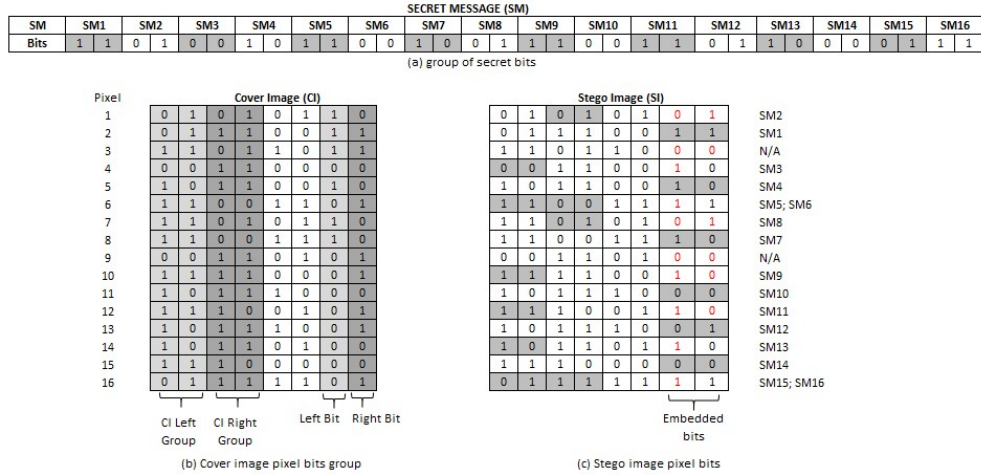 SECRET MESSAGE (SM)
SM SM1 SM2 SM3 SM4 SM5 SM6 SM7 SM8 SM9 SM10 SM11 SM12 SM13 SM14 SM15 SM16
Bits 1 1 0 1 0 0 1 0 1 1 0 0 1 0 0 1 1 1 0 0 1 1 0 1 1 0 0 0 0 1 1 1
(a) group of secret bits
Pixel Cover Image (CI) Stego Image (SI)
1 0 1 0 1 0 1 1 0 0 1 0 1 0 1 0 1 SM2
2 0 1 1 1 0 0 1 1 0 1 1 1 0 0 1 1 SM1
3 1 1 0 1 1 0 1 1 1 1 0 1 1 0 0 0 N/A
4 0 0 1 1 0 0 0 0 0 0 1 1 0 0 1 0 SM3
5 1 0 1 1 0 0 1 0 1 0 1 1 0 0 1 0 SM4
6 1 1 0 0 1 1 0 1 1 1 0 0 1 1 1 1 SM5; SM6
7 1 1 0 1 0 1 1 0 1 1 0 1 0 1 0 1 SM8
8 1 1 0 0 1 1 1 0 1 1 0 0 1 1 1 0 SM7
9 0 0 1 1 1 0 0 1 0 0 1 1 1 0 0 0 N/A
10 1 1 1 1 0 0 0 1 1 1 1 1 0 0 1 0 SM9
11 1 0 1 1 1 0 0 0 1 0 1 1 1 0 0 0 SM10
12 1 1 1 0 0 1 0 1 1 1 1 0 0 1 1 0 SM11
13 1 0 1 1 1 0 0 1 1 0 1 1 1 0 0 1 SM12
14 1 0 1 1 0 1 0 0 1 0 1 1 0 1 1 0 SM13
15 1 1 1 0 0 0 0 0 1 1 1 0 0 0 0 0 SM14
16 0 1 1 1 1 1 0 1 0 1 1 1 1 1 1 1 SM15; SM16
CI Left CI Right Left Bit Right Bit Embedded
Group Group bits
(b) Cover image pixel bits group (c) Stego image pixel bits